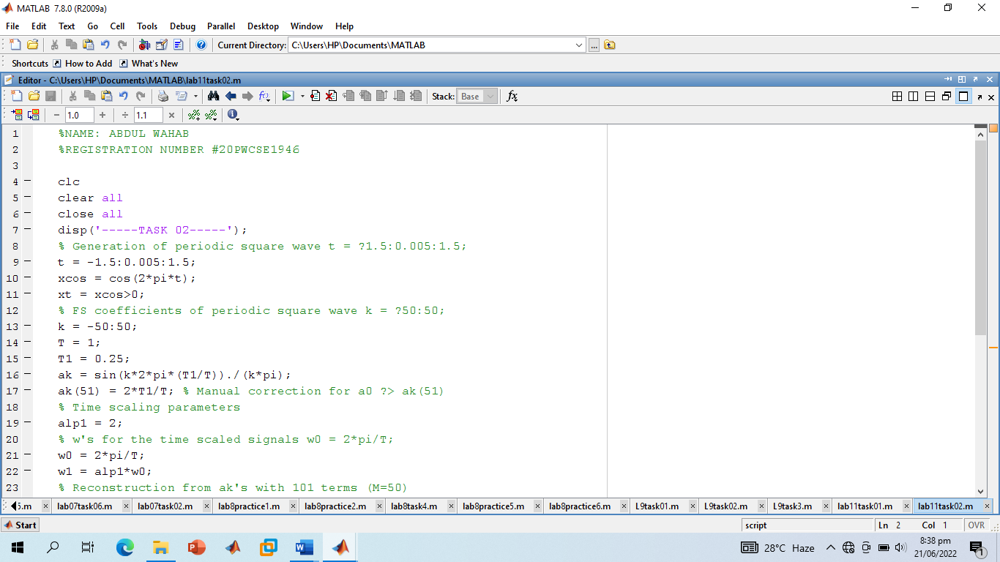 MATLAB 7.8.0 (R2009a)
File Edit Text Go Cell Tools Debug Parallel Desktop Window Help
Current Directory: C:\Users\HP\Documents\MATLAB ...
Shortcuts How to Add What's New
Editor - C:\Users\HP\Documents\MATLAB\lab11task02.m
Stack: Base fx
− 1.0 + ÷ 1.1 ×
1 %NAME: ABDUL WAHAB
2 %REGISTRATION NUMBER #20PWCSE1946
3
4 clc
5 clear all
6 close all
7 disp('-----TASK 02-----');
8 % Generation of periodic square wave t = ?1.5:0.005:1.5;
9 t = -1.5:0.005:1.5;
10 xcos = cos(2*pi*t);
11 xt = xcos>0;
12 % FS coefficients of periodic square wave k = ?50:50;
13 k = -50:50;
14 T = 1;
15 T1 = 0.25;
16 ak = sin(k*2*pi*(T1/T))./(k*pi);
17 ak(51) = 2*T1/T; % Manual correction for a0 ?> ak(51)
18 % Time scaling parameters
19 alp1 = 2;
20 % w's for the time scaled signals w0 = 2*pi/T;
21 w0 = 2*pi/T;
22 w1 = alp1*w0;
23 % Reconstruction from ak's with 101 terms (M=50)
5.m lab07task06.m lab07task02.m lab8practice1.m lab8practice2.m lab8task4.m lab8practice5.m lab8practice6.m L9task01.m L9task02.m L9task3.m lab11task01.m lab11task02.m
Start script Ln 2 Col 1 OVR
28°C Haze 8:38 pm
21/06/2022 1